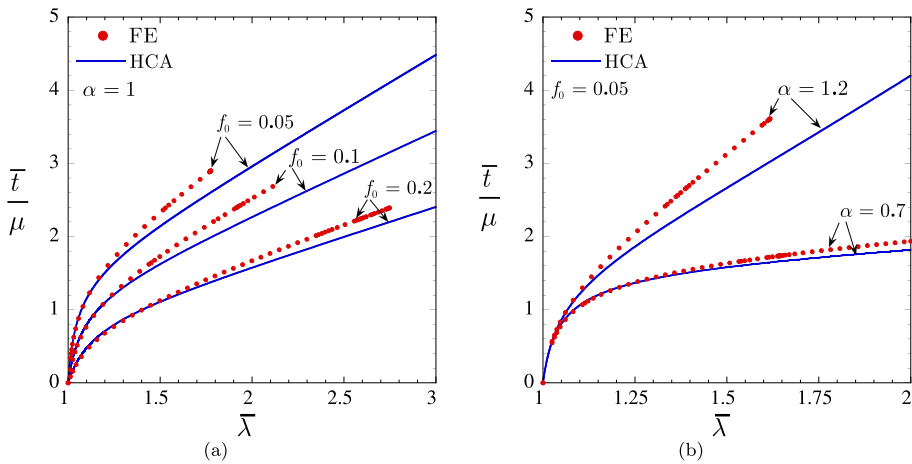 5
4
3
2
1
0
t̅
μ
FE
HCA
α = 1
f₀ = 0.05
f₀ = 0.1
f₀ = 0.2
1 1.5 2 2.5 3
λ̅
(a)
5
4
3
2
1
0
t̅
μ
FE
HCA
f₀ = 0.05
α = 1.2
α = 0.7
1 1.25 1.5 1.75 2
λ̅
(b)